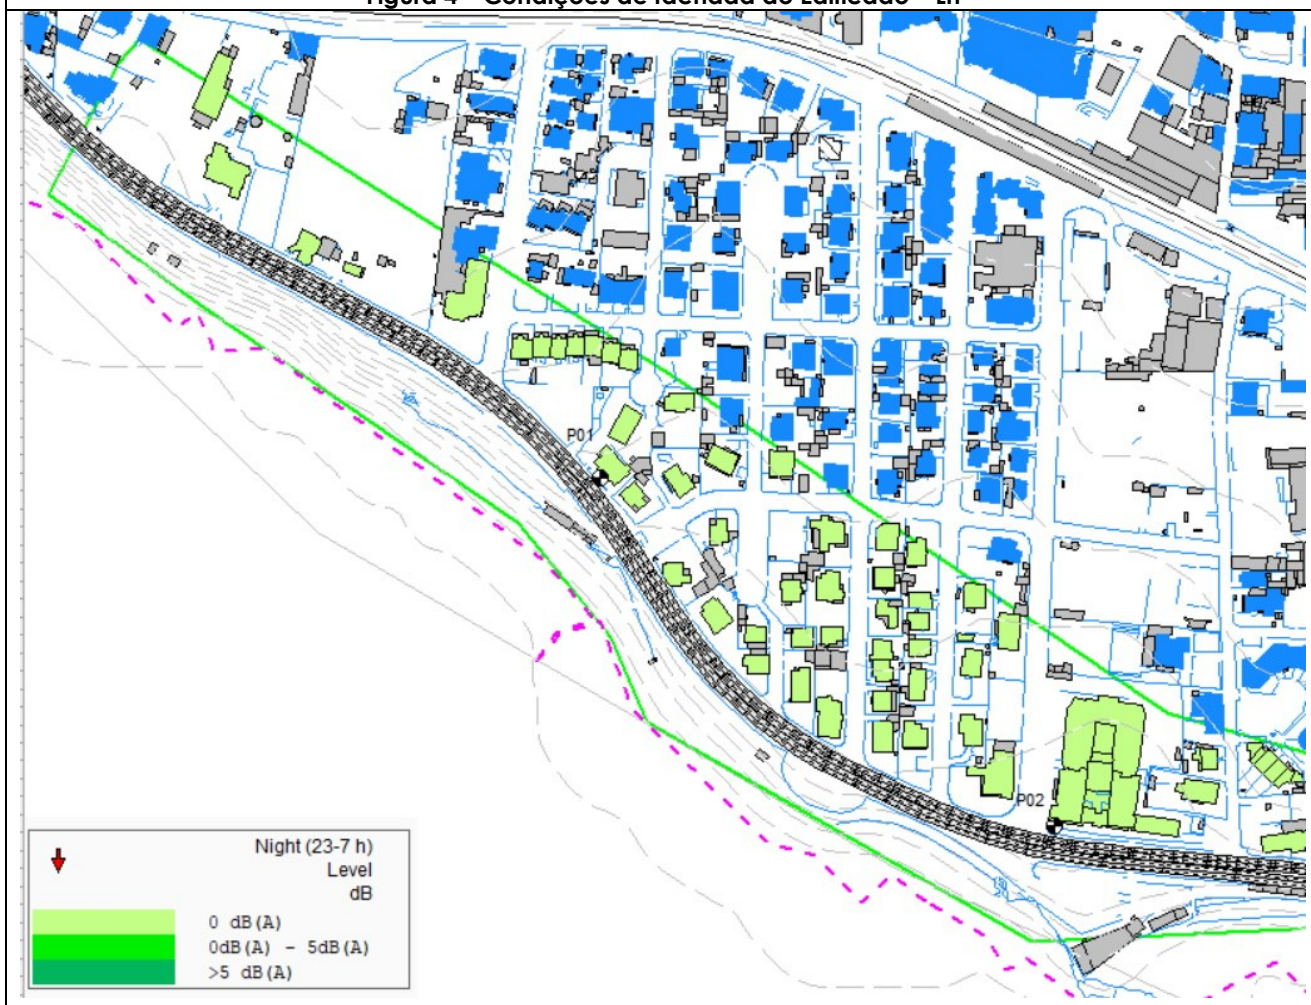 P01
P02
Night (23-7 h)
Level
dB
0 dB(A)
0dB(A) - 5dB(A)
>5 dB(A)